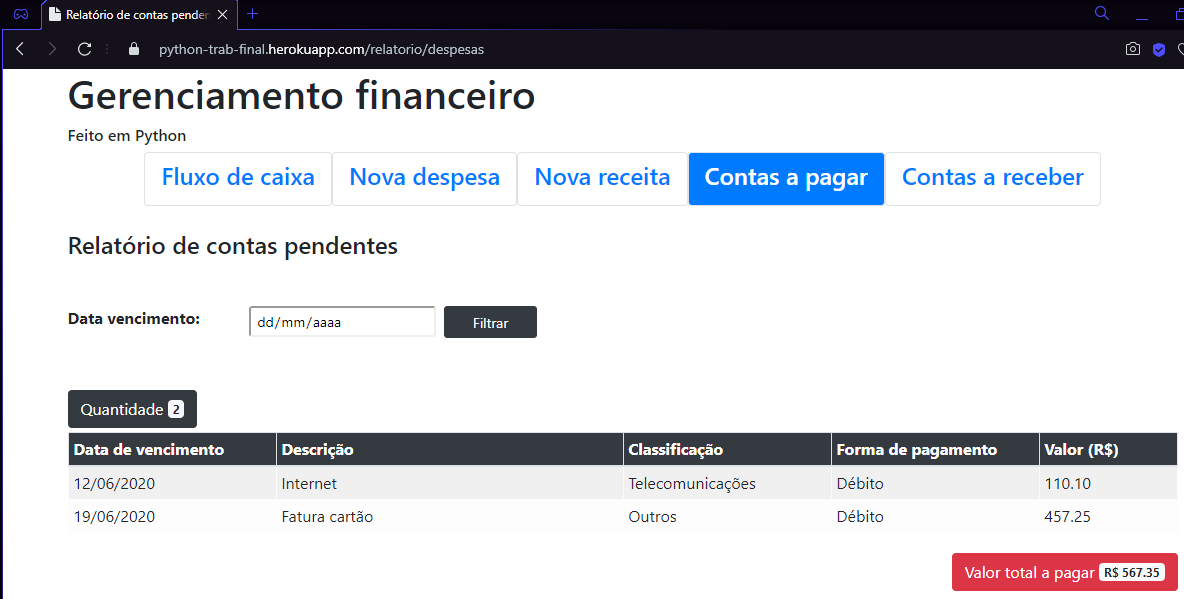 Relatório de contas penden
python-trab-final.herokuapp.com/relatorio/despesas
Gerenciamento financeiro
Feito em Python
Fluxo de caixa Nova despesa Nova receita Contas a pagar Contas a receber
Relatório de contas pendentes
Data vencimento: dd/mm/aaaa Filtrar
Quantidade 2
Data de vencimento Descrição Classificação Forma de pagamento Valor (R$)
12/06/2020 Internet Telecomunicações Débito 110.10
19/06/2020 Fatura cartão Outros Débito 457.25
Valor total a pagar R$ 567.35